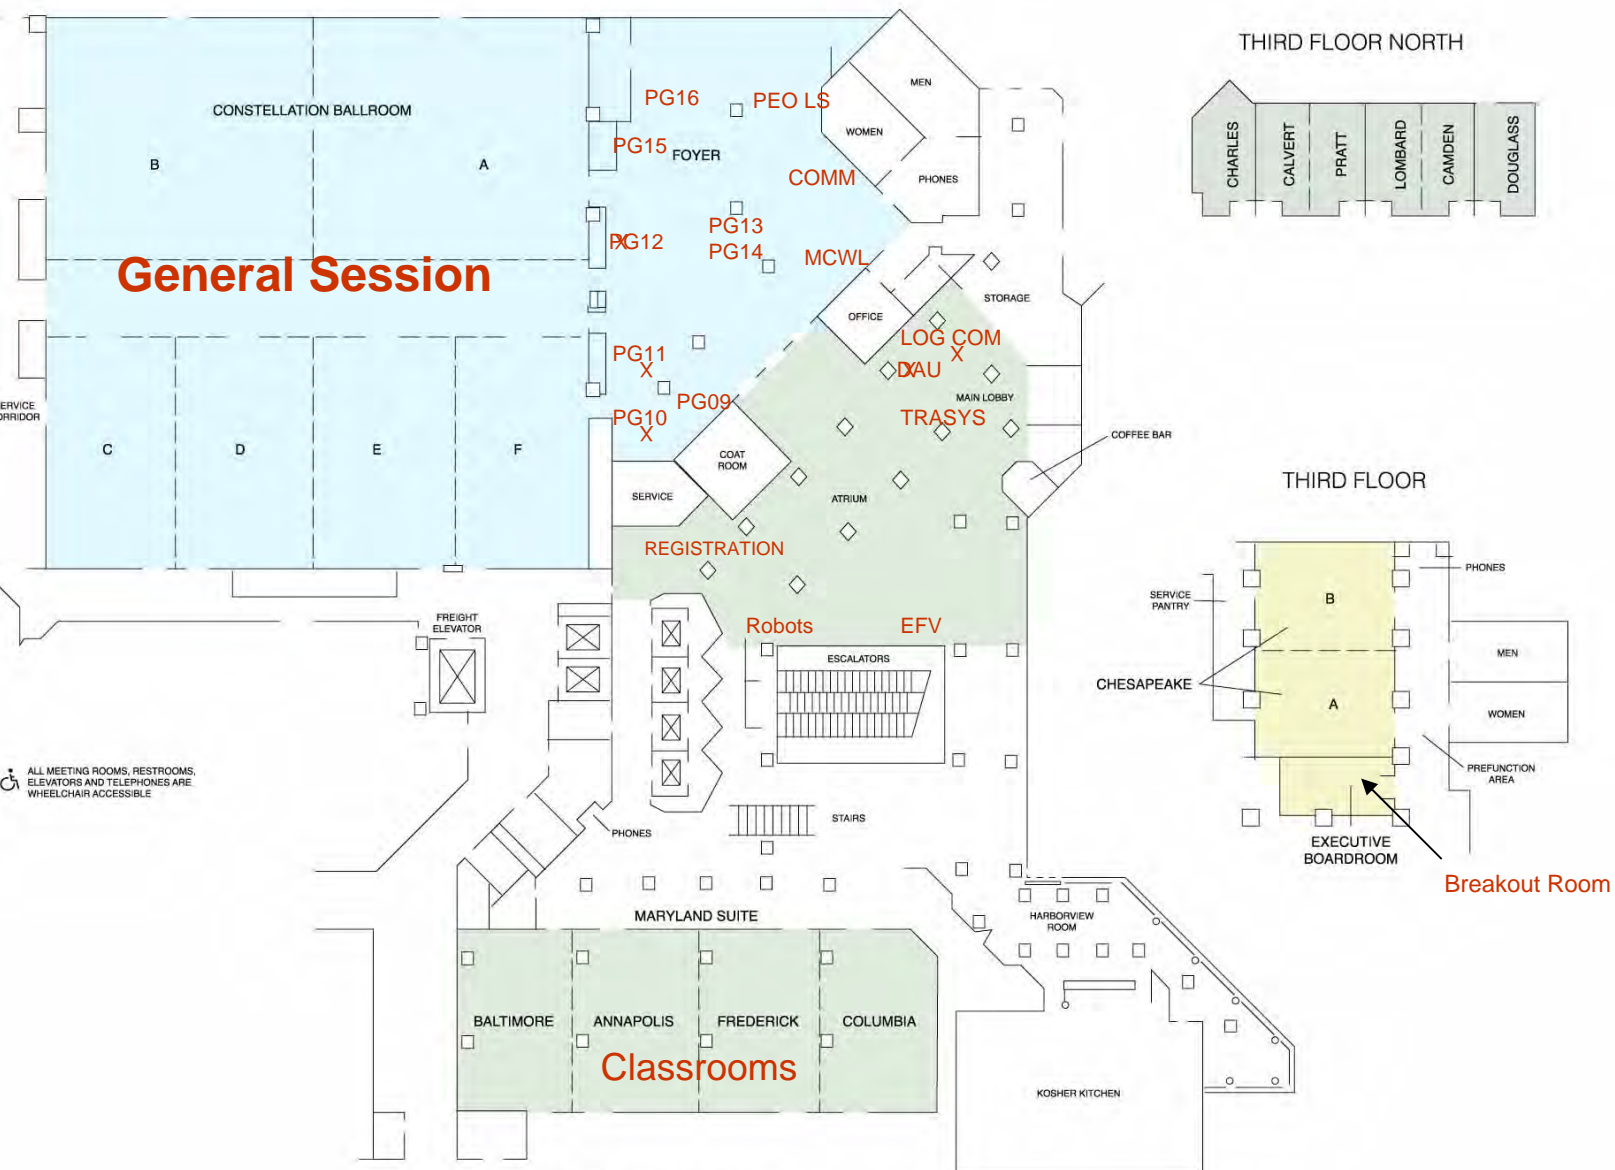 THIRD FLOOR NORTH
CONSTELLATION BALLROOM
B
A
General Session
C
D
E
F
PG16
PEO LS
PG15
FOYER
COMM
PG13
PG12
X
PG14
MCWL
PG11
X
PG09
PG10
X
MEN
WOMEN
PHONES
CHARLES
CALVERT
PRATT
LOMBARD
CAMDEN
DOUGLASS
STORAGE
OFFICE
LOG COM
X
DAU
X
MAIN LOBBY
TRASYS
COFFEE BAR
COAT
ROOM
SERVICE
ATRIUM
REGISTRATION
Robots
EFV
ESCALATORS
FREIGHT
ELEVATOR
ALL MEETING ROOMS, RESTROOMS,
ELEVATORS AND TELEPHONES ARE
WHEELCHAIR ACCESSIBLE
PHONES
STAIRS
MARYLAND SUITE
BALTIMORE
ANNAPOLIS
FREDERICK
COLUMBIA
Classrooms
HARBORVIEW
ROOM
KOSHER KITCHEN
THIRD FLOOR
PHONES
SERVICE
PANTRY
B
CHESAPEAKE
A
MEN
WOMEN
PREFUNCTION
AREA
EXECUTIVE
BOARDROOM
Breakout Room